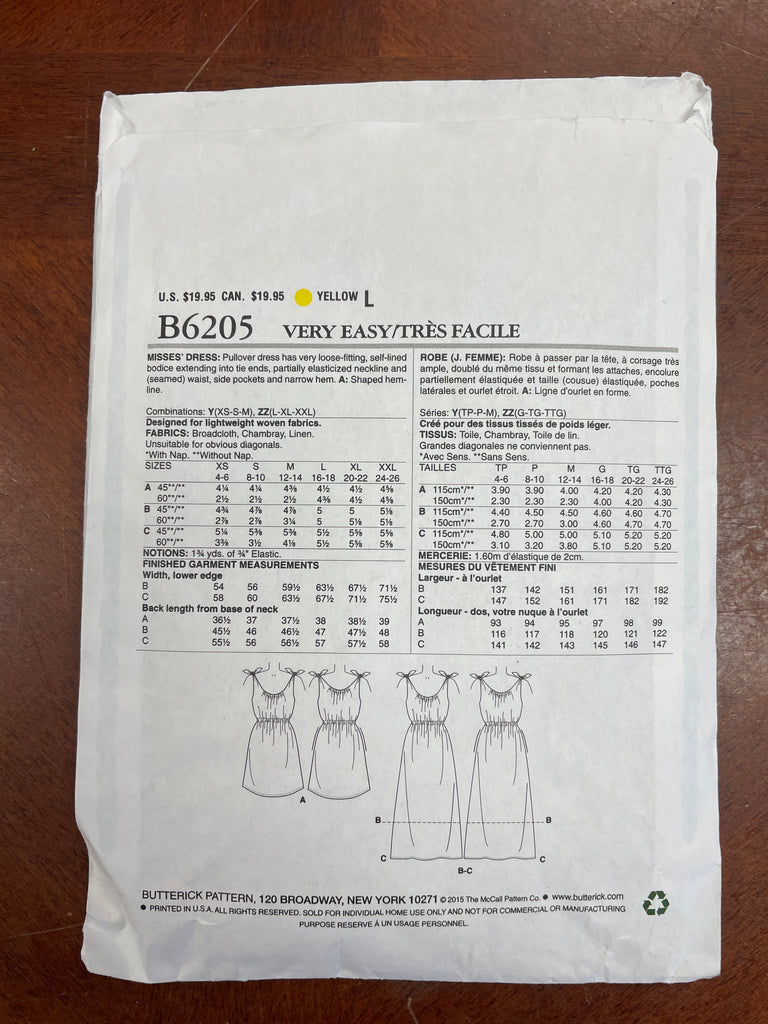 U.S. $19.95 CAN. $19.95 YELLOW L
B6205 VERY EASY/TRÈS FACILE
MISSES' DRESS: Pullover dress has very loose-fitting, self-lined
bodice extending into tie ends, partially elasticized neckline and
(seamed) waist, side pockets and narrow hem. A: Shaped hem-
line.
Combinations: Y(XS-S-M), ZZ(L-XL-XXL)
Designed for lightweight woven fabrics.
FABRICS: Broadcloth, Chambray, Linen.
Unsuitable for obvious diagonals.
*With Nap. **Without Nap.
SIZES XS S M L XL XXL
4-6 8-10 12-14 16-18 20-22 24-26
A 45"*/** 4¼ 4¼ 4⅜ 4½ 4½ 4⅝
60"*/** 2½ 2½ 2½ 4⅜ 4½ 4⅝
B 45"*/** 4¾ 4⅞ 4⅞ 5 5 5⅛
60"*/** 2⅞ 2⅞ 3¼ 5 5⅛ 5⅛
C 45"*/** 5¼ 5⅜ 5⅜ 5½ 5⅝ 5⅝
60"*/** 3⅜ 3½ 4⅛ 5½ 5⅝ 5⅝
NOTIONS: 1¾ yds. of ¾" Elastic.
FINISHED GARMENT MEASUREMENTS
Width, lower edge
B 54 56 59½ 63½ 67½ 71½
C 58 60 63½ 67½ 71½ 75½
Back length from base of neck
A 36½ 37 37½ 38 38½ 39
B 45½ 46 46½ 47 47½ 48
C 55½ 56 56½ 57 57½ 58
ROBE (J. FEMME): Robe à passer par la tête, à corsage très
ample, doublé du même tissu et formant les attaches, encolure
partiellement élastiquée et taille (cousue) élastiquée, poches
latérales et ourlet étroit. A: Ligne d'ourlet en forme.
Séries: Y(TP-P-M), ZZ(G-TG-TTG)
Créé pour des tissus tissés de poids léger.
TISSUS: Toile, Chambray, Toile de lin.
Grandes diagonales ne conviennent pas.
*Avec Sens. **Sans Sens.
TAILLES TP P M G TG TTG
4-6 8-10 12-14 16-18 20-22 24-26
A 115cm*/** 3.90 3.90 4.00 4.20 4.20 4.30
150cm*/** 2.30 2.30 2.30 4.00 4.20 4.30
B 115cm*/** 4.40 4.50 4.50 4.60 4.60 4.70
150cm*/** 2.70 2.70 3.00 4.60 4.70 4.70
C 115cm*/** 4.80 5.00 5.00 5.10 5.20 5.20
150cm*/** 3.10 3.20 3.80 5.10 5.20 5.20
MERCERIE: 1.60m d'élastique de 2cm.
MESURES DU VÊTEMENT FINI
Largeur - à l'ourlet
B 137 142 151 161 171 182
C 147 152 161 171 182 192
Longueur - dos, votre nuque à l'ourlet
A 93 94 95 97 98 99
B 116 117 118 120 121 122
C 141 142 143 145 146 147
A
B B
C C
B-C
BUTTERICK PATTERN, 120 BROADWAY, NEW YORK 10271 © 2015 The McCall Pattern Co. • www.butterick.com
• PRINTED IN U.S.A. ALL RIGHTS RESERVED. SOLD FOR INDIVIDUAL HOME USE ONLY AND NOT FOR COMMERCIAL OR MANUFACTURING
PURPOSE RESERVÉ À UN USAGE PERSONNEL.